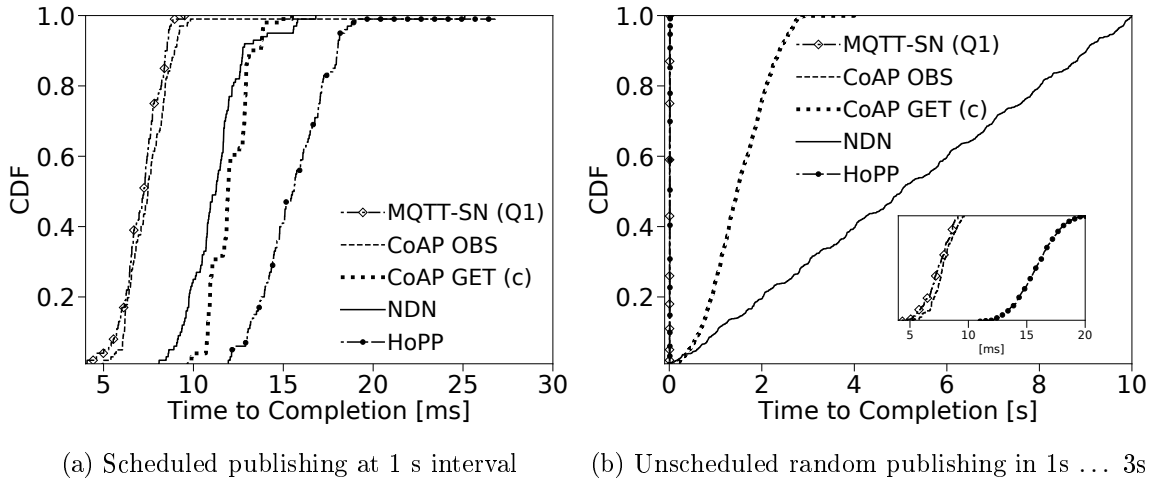 1.0
0.8
0.6
0.4
0.2
CDF
MQTT-SN (Q1)
CoAP OBS
CoAP GET (c)
NDN
HoPP
5 10 15 20 25 30
Time to Completion [ms]
(a) Scheduled publishing at 1 s interval
1.0
0.8
0.6
0.4
0.2
CDF
MQTT-SN (Q1)
CoAP OBS
CoAP GET (c)
NDN
HoPP
5 10 15 20
[ms]
0 2 4 6 8 10
Time to Completion [s]
(b) Unscheduled random publishing in 1s ... 3s